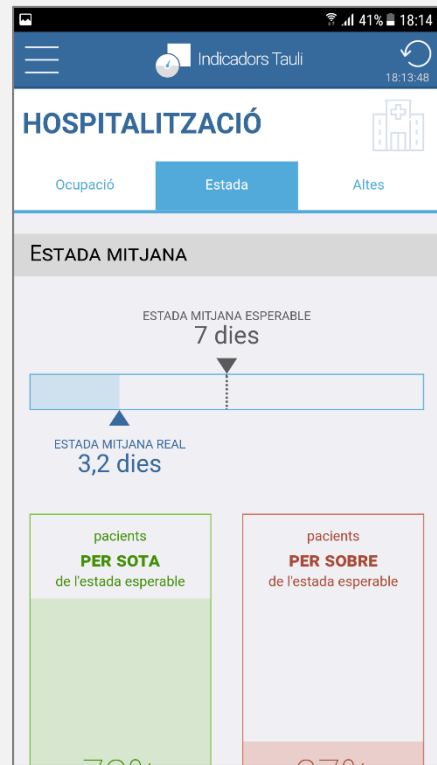 41% 18:14
Indicadors Taulí
18:13:48
HOSPITALITZACIÓ
Ocupació Estada Altes
ESTADA MITJANA
ESTADA MITJANA ESPERABLE
7 dies
ESTADA MITJANA REAL
3,2 dies
pacients
PER SOTA
de l'estada esperable
pacients
PER SOBRE
de l'estada esperable